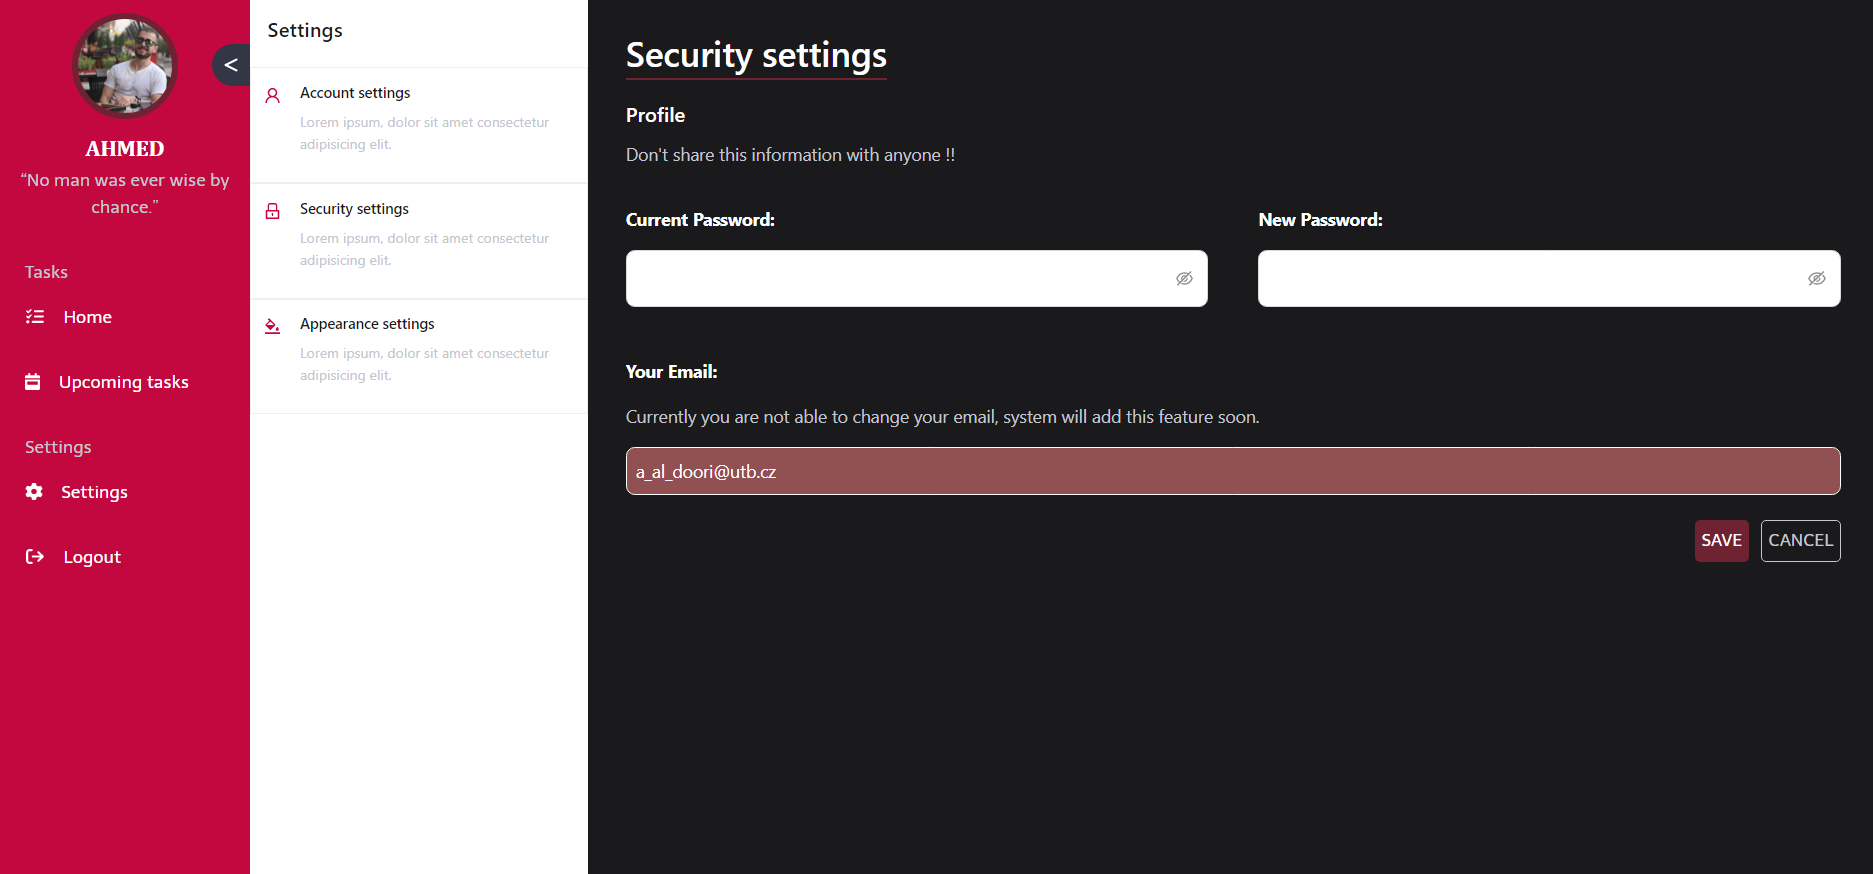 <
AHMED
“No man was ever wise by
chance.”
Tasks
Home
Upcoming tasks
Settings
Settings
Logout
Settings
Account settings
Lorem ipsum, dolor sit amet consectetur
adipisicing elit.
Security settings
Lorem ipsum, dolor sit amet consectetur
adipisicing elit.
Appearance settings
Lorem ipsum, dolor sit amet consectetur
adipisicing elit.
Security settings
Profile
Don't share this information with anyone !!
Current Password:
New Password:
Your Email:
Currently you are not able to change your email, system will add this feature soon.
a_al_doori@utb.cz
SAVE
CANCEL